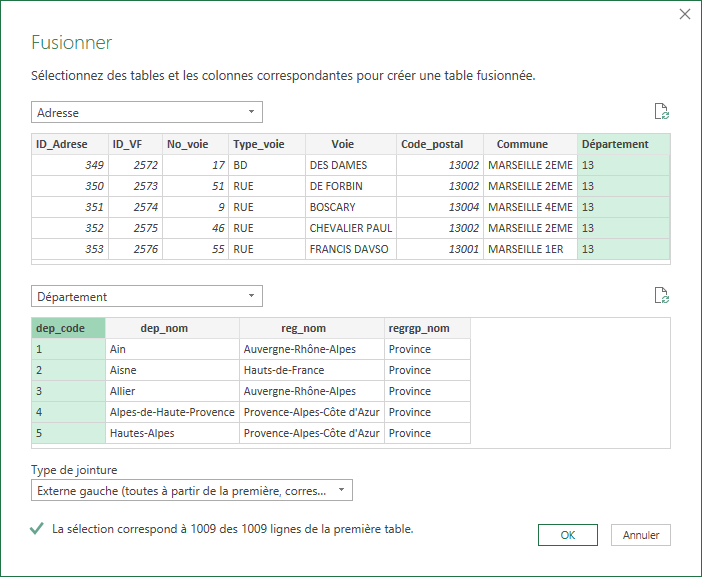 Fusionner
Sélectionnez des tables et les colonnes correspondantes pour créer une table fusionnée.
Adresse
ID_Adrese ID_VF No_voie Type_voie Voie Code_postal Commune Département
349 2572 17 BD DES DAMES 13002 MARSEILLE 2EME 13
350 2573 51 RUE DE FORBIN 13002 MARSEILLE 2EME 13
351 2574 9 RUE BOSCARY 13004 MARSEILLE 4EME 13
352 2575 46 RUE CHEVALIER PAUL 13002 MARSEILLE 2EME 13
353 2576 55 RUE FRANCIS DAVSO 13001 MARSEILLE 1ER 13
Département
dep_code dep_nom reg_nom regrgp_nom
1 Ain Auvergne-Rhône-Alpes Province
2 Aisne Hauts-de-France Province
3 Allier Auvergne-Rhône-Alpes Province
4 Alpes-de-Haute-Provence Provence-Alpes-Côte d'Azur Province
5 Hautes-Alpes Provence-Alpes-Côte d'Azur Province
Type de jointure
Externe gauche (toutes à partir de la première, corres...
La sélection correspond à 1009 des 1009 lignes de la première table.
OK Annuler